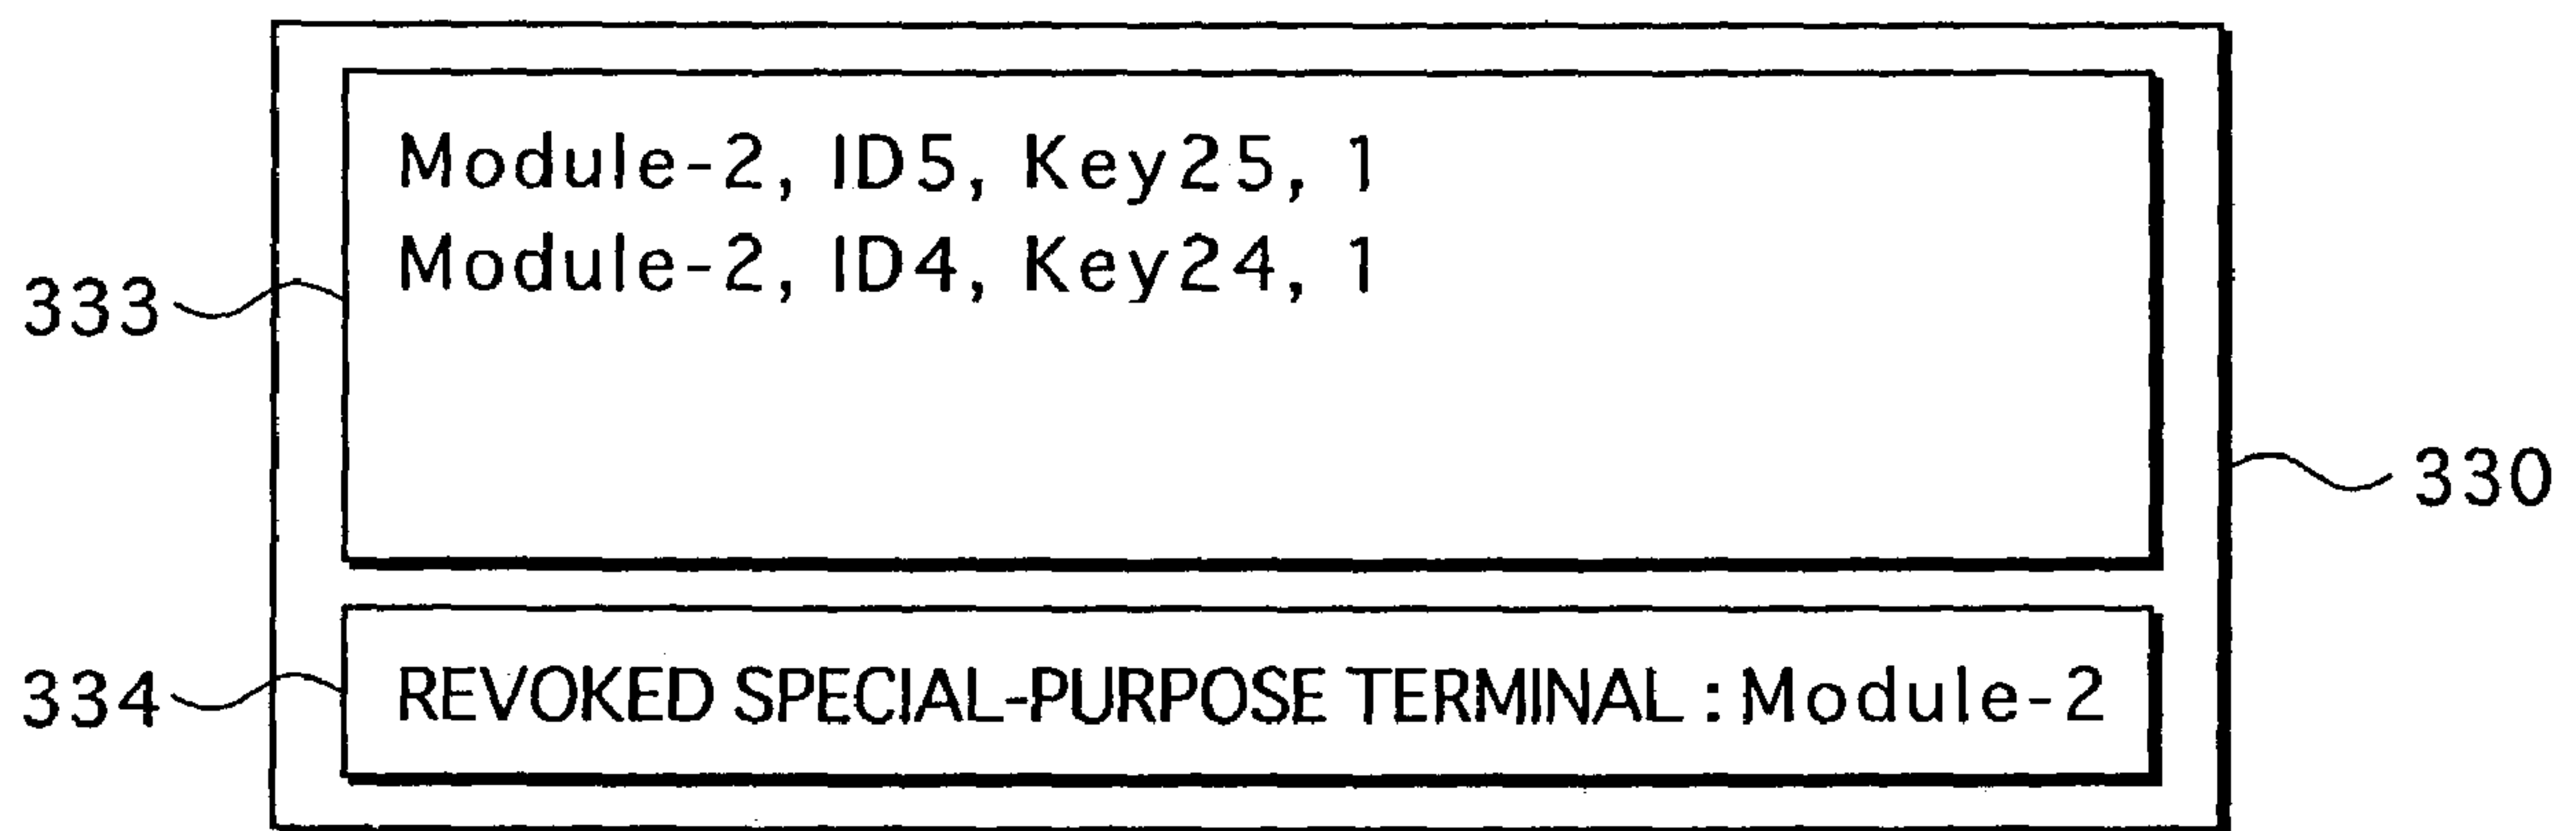 Module-2, ID5, Key25, 1
Module-2, ID4, Key24, 1
333
330
334
REVOKED SPECIAL-PURPOSE TERMINAL : Module-2